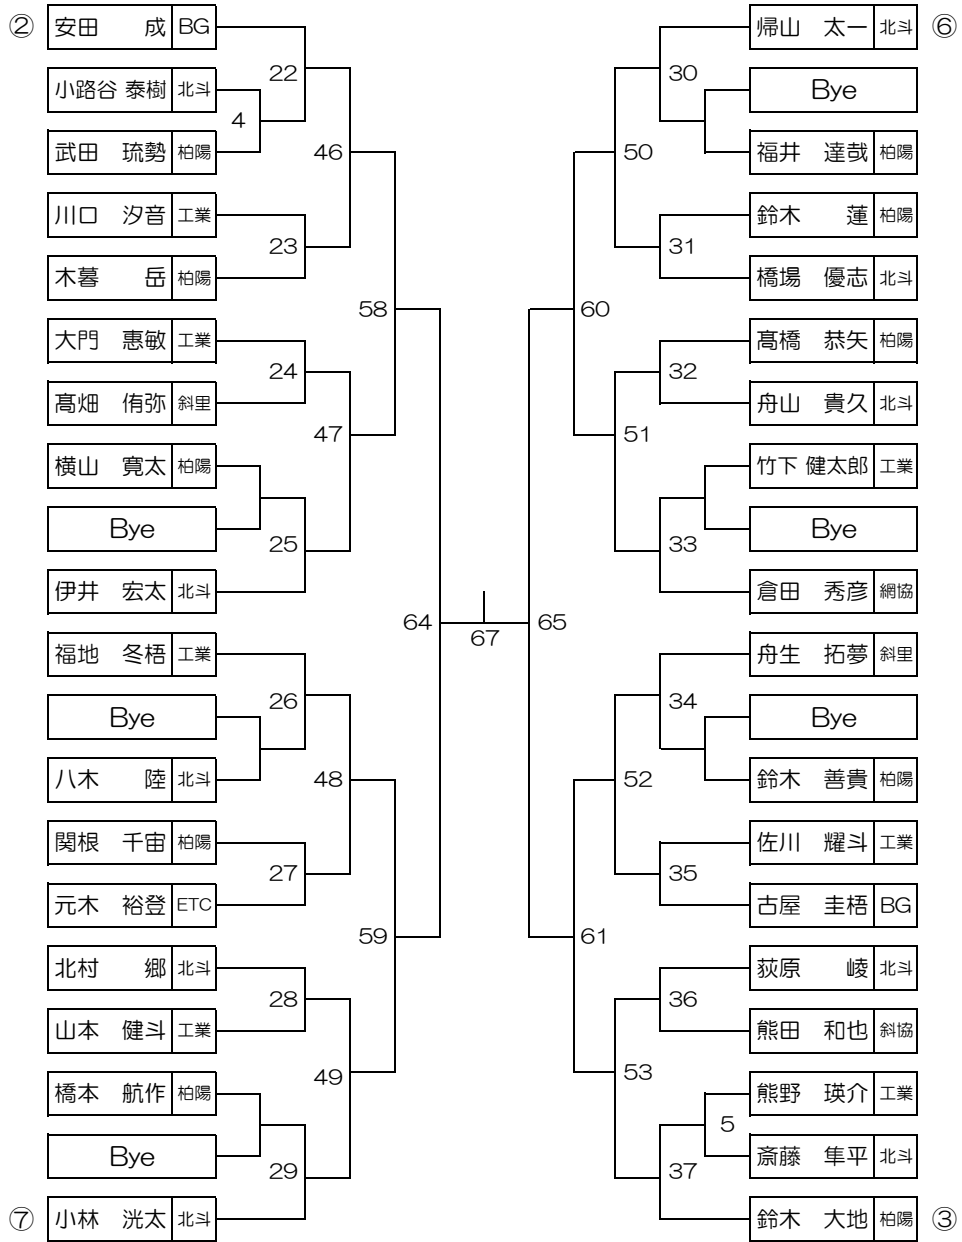 ② 安田 成 BG
小路谷 泰樹 北斗
武田 琉勢 柏陽
川口 汐音 工業
木暮 岳 柏陽
大門 惠敏 工業
髙畑 侑弥 斜里
横山 寛太 柏陽
Bye
伊井 宏太 北斗
福地 冬梧 工業
Bye
八木 陸 北斗
関根 千宙 柏陽
元木 裕登 ETC
北村 郷 北斗
山本 健斗 工業
橋本 航作 柏陽
Bye
⑦ 小林 洸太 北斗
4
22
23
24
25
26
27
28
29
46
47
48
49
58
59
64
67
65
60
61
50
51
52
53
30
31
32
33
34
35
36
37
5
帰山 太一 北斗 ⑥
Bye
福井 達哉 柏陽
鈴木 蓮 柏陽
橋場 優志 北斗
髙橋 恭矢 柏陽
舟山 貴久 北斗
竹下 健太郎 工業
Bye
倉田 秀彦 網協
舟生 拓夢 斜里
Bye
鈴木 善貴 柏陽
佐川 耀斗 工業
古屋 圭梧 BG
荻原 崚 北斗
熊田 和也 斜協
熊野 瑛介 工業
斎藤 隼平 北斗
鈴木 大地 柏陽 ③